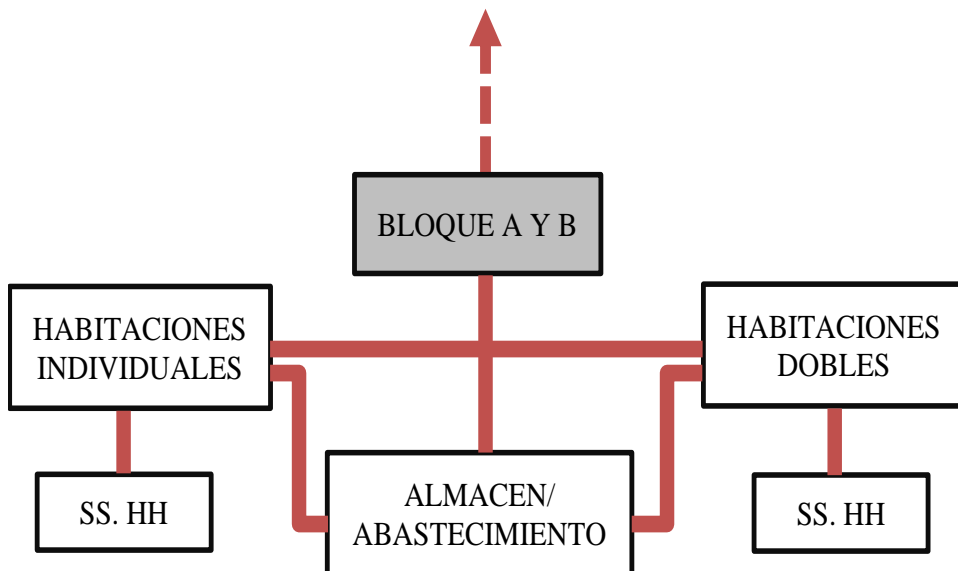 BLOQUE A Y B
HABITACIONES
INDIVIDUALES
HABITACIONES
DOBLES
SS. HH
ALMACEN/
ABASTECIMIENTO
SS. HH